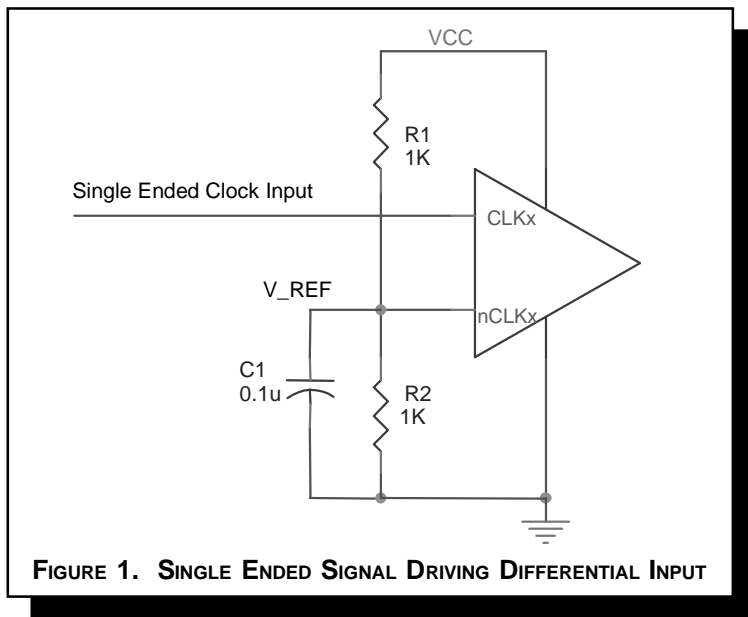 VCC
R1
1K
Single Ended Clock Input
CLKx
V_REF
nCLKx
C1
0.1u
R2
1K
FIGURE 1. SINGLE ENDED SIGNAL DRIVING DIFFERENTIAL INPUT